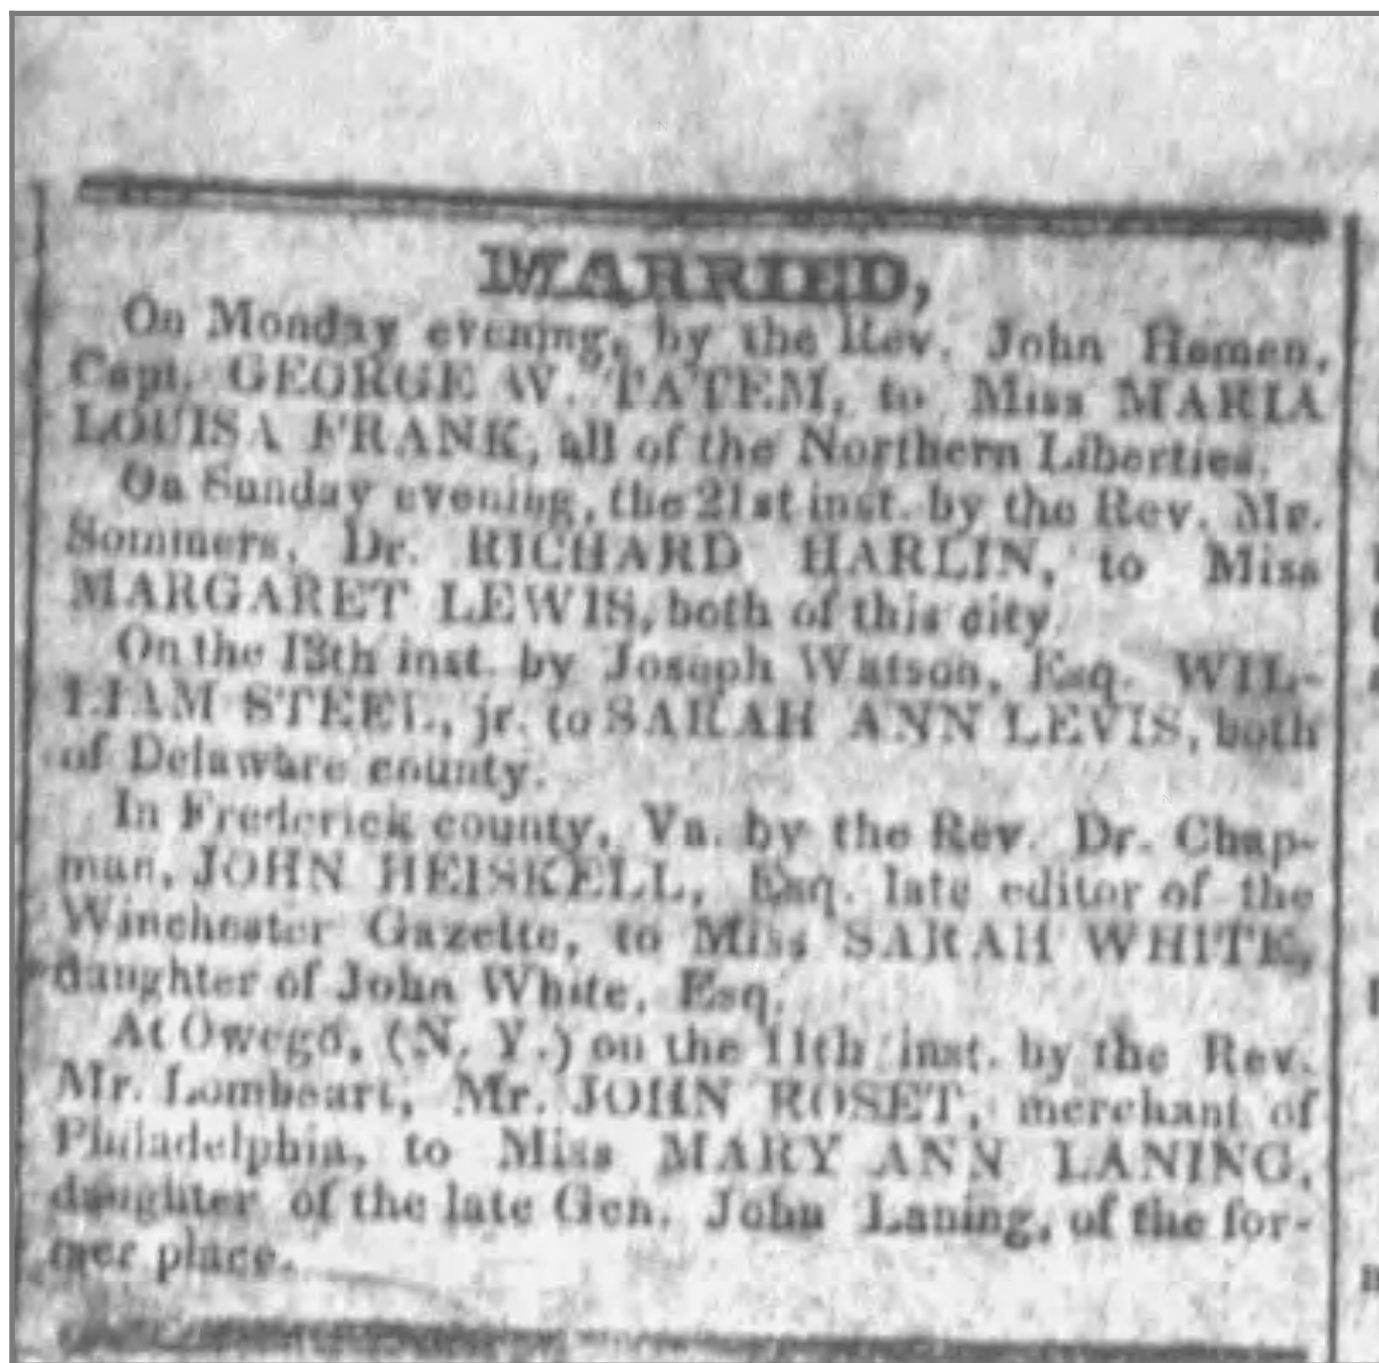 MARRIED,
On Monday evening, by the Rev. John Hemen,
Capt. GEORGE W. TATEM, to Miss MARIA
LOUISA FRANK, all of the Northern Liberties.
On Sunday evening, the 21st inst. by the Rev. Mr.
Sommers, Dr. RICHARD HARLIN, to Miss
MARGARET LEWIS, both of this city
On the 13th inst. by Joseph Watson, Esq. WIL-
LIAM STEEL, jr. to SARAH ANN LEVIS, both
of Delaware county.
In Frederick county, Va. by the Rev. Dr. Chap-
man, JOHN HEISKELL, Esq. late editor of the
Winchester Gazette, to Miss SARAH WHITE,
daughter of John White, Esq.
At Owego, (N. Y.) on the 11th inst. by the Rev.
Mr. Lombeart, Mr. JOHN ROSET, merchant of
Philadelphia, to Miss MARY ANN LANING,
daughter of the late Gen. John Laning, of the for-
mer place.